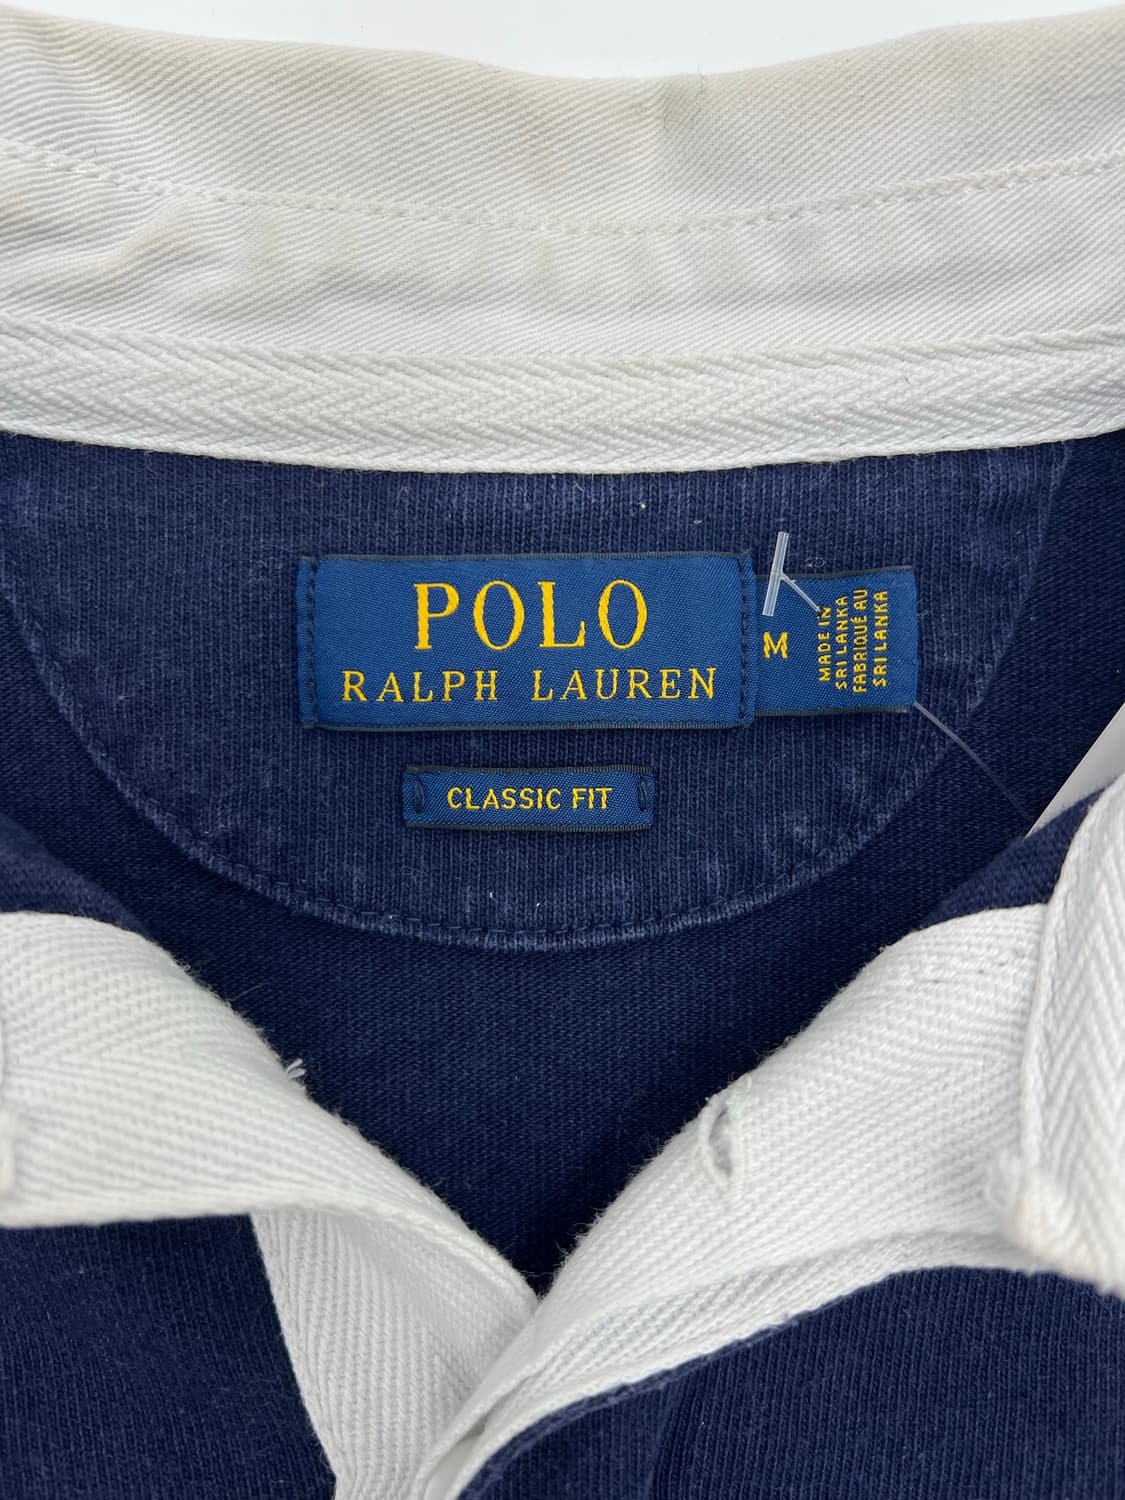 POLO
RALPH LAUREN
M
MADE IN
SRI LANKA
FABRIQUÉ AU
SRI LANKA
CLASSIC FIT